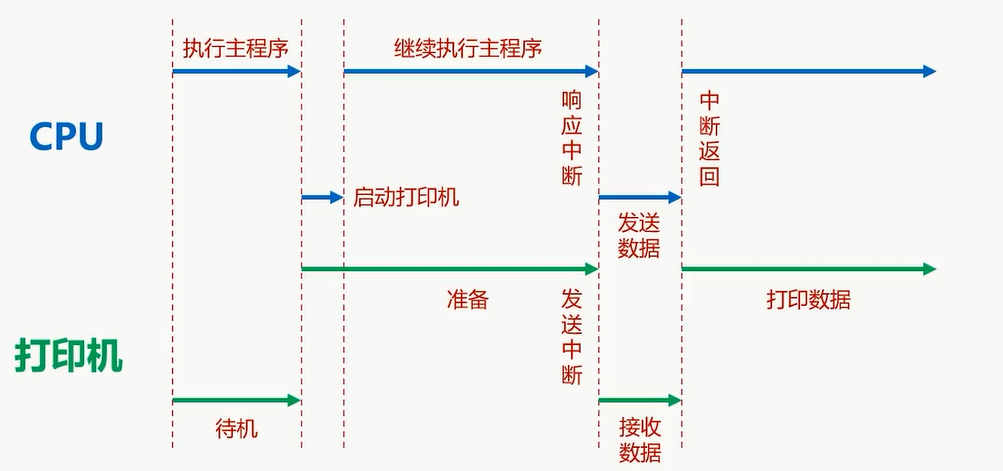 执行主程序
继续执行主程序
响应中断
中断返回
CPU
启动打印机
发送
数据
准备
发送中断
打印数据
打印机
待机
接收
数据